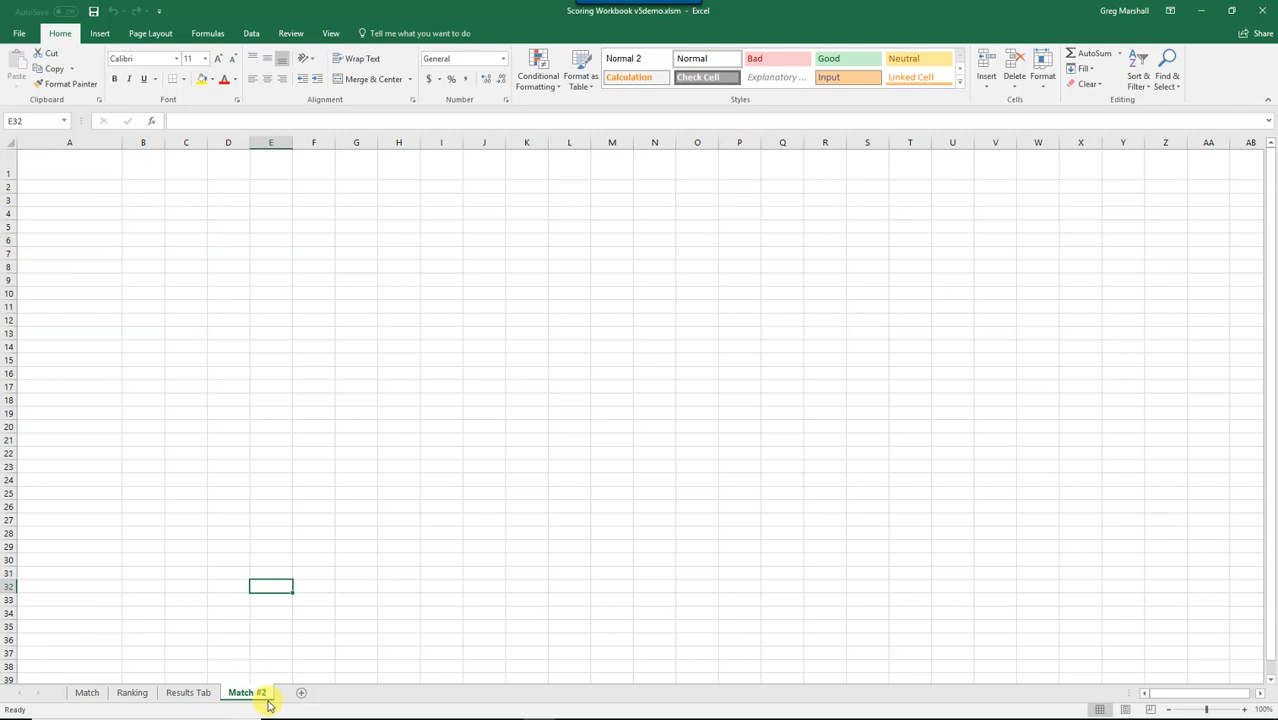 AutoSave Off
Scoring Workbook v5demo.xlsm - Excel
Greg Marshall
File Home Insert Page Layout Formulas Data Review View Tell me what you want to do
Share
Paste
Cut
Copy
Format Painter
Clipboard
Calibri 11 A A
B I U A
Font
Wrap Text
Merge & Center
Alignment
General
$ % ,
Number
Conditional Formatting
Format as Table
Normal 2 Normal Bad Good Neutral
Calculation Check Cell Explanatory ... Input Linked Cell
Styles
Insert Delete Format
Cells
AutoSum
Fill
Clear
Sort & Filter
Find & Select
Editing
E32 fx
A B C D E F G H I J K L M N O P Q R S T U V W X Y Z AA AB
1
2
3
4
5
6
7
8
9
10
11
12
13
14
15
16
17
18
19
20
21
22
23
24
25
26
27
28
29
30
31
32
33
34
35
36
37
38
39
Match Ranking Results Tab Match #2
Ready
100%